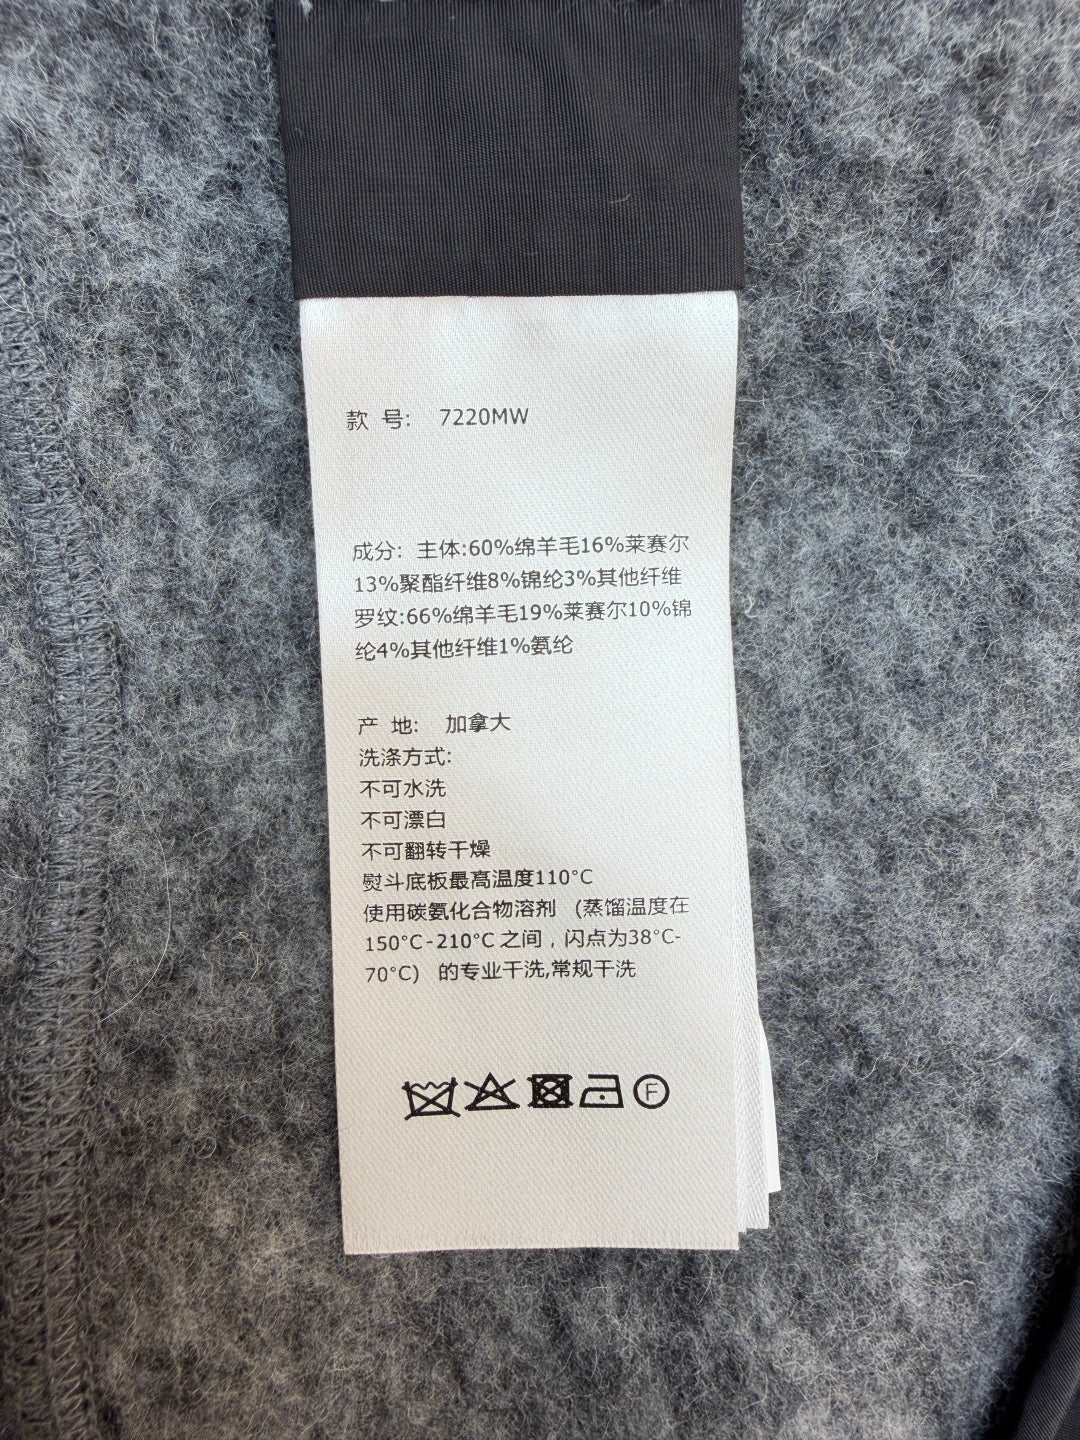 款 号: 7220MW
成分: 主体:60%绵羊毛16%莱赛尔
13%聚酯纤维8%锦纶3%其他纤维
罗纹:66%绵羊毛19%莱赛尔10%锦
纶4%其他纤维1%氨纶
产 地: 加拿大
洗涤方式:
不可水洗
不可漂白
不可翻转干燥
熨斗底板最高温度110°C
使用碳氨化合物溶剂 (蒸馏温度在
150°C-210°C 之间，闪点为38°C-
70°C) 的专业干洗,常规干洗
F